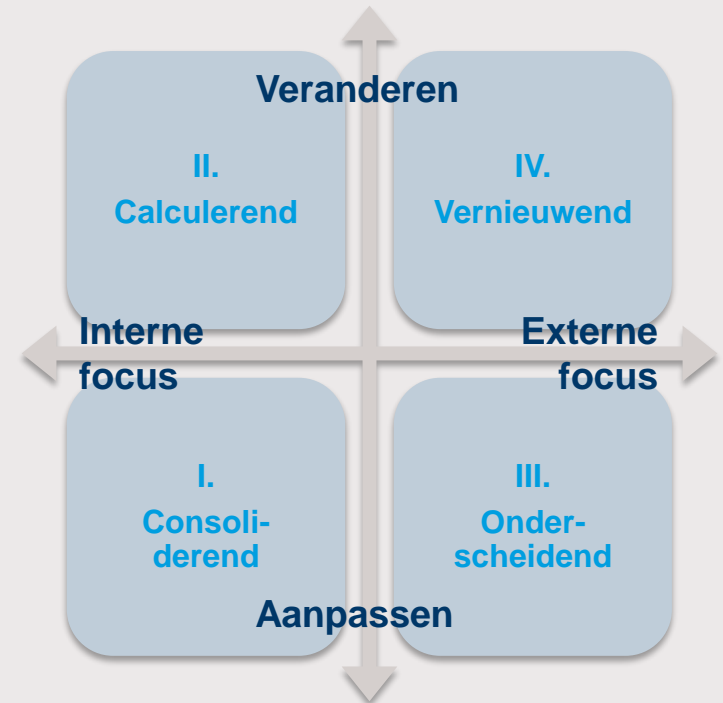 Veranderen
II.
Calculerend
IV.
Vernieuwend
Interne
focus
Externe
focus
I.
Consoli-
derend
III.
Onder-
scheidend
Aanpassen